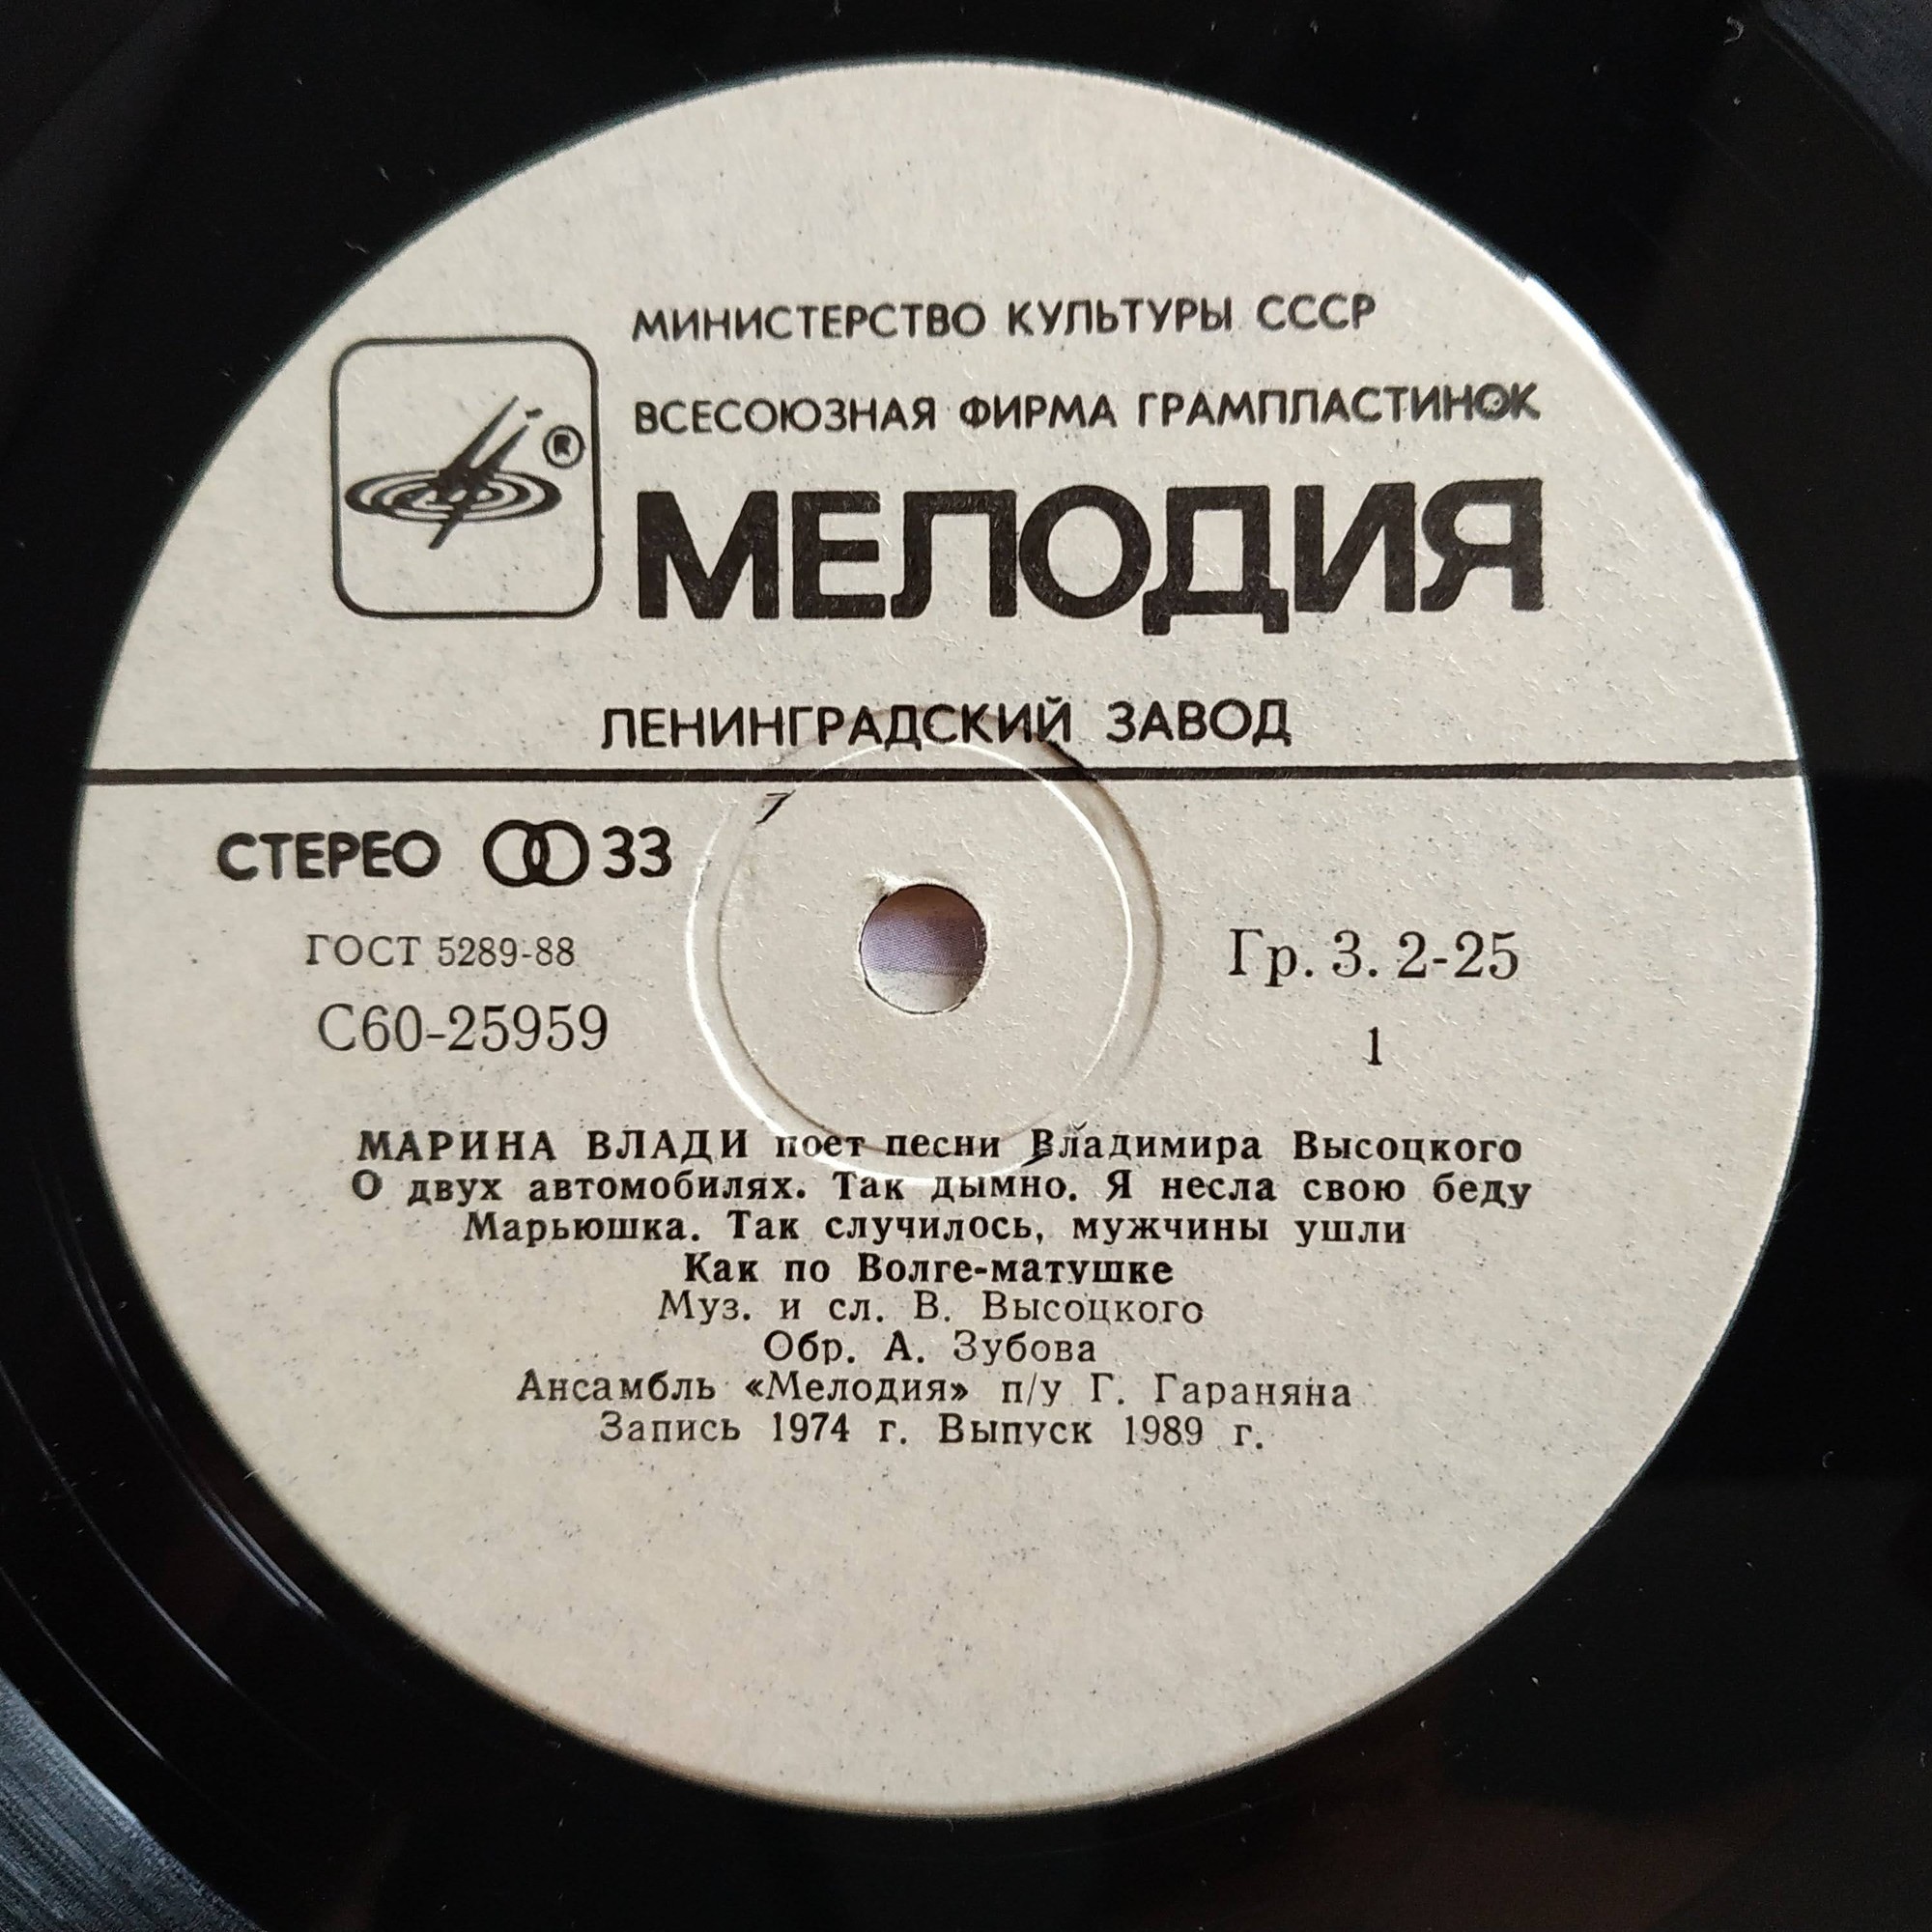 МИНИСТЕРСТВО КУЛЬТУРЫ СССР
ВСЕСОЮЗНАЯ ФИРМА ГРАМПЛАСТИНОК
®
МЕЛОДИЯ
ЛЕНИНГРАДСКИЙ ЗАВОД
СТЕРЕО 33
ГОСТ 5289-88
Гр. 3. 2-25
С60-25959
1
МАРИНА ВЛАДИ поет песни Владимира Высоцкого
О двух автомобилях. Так дымно. Я несла свою беду
Марьюшка. Так случилось, мужчины ушли
Как по Волге-матушке
Муз. и сл. В. Высоцкого
Обр. А. Зубова
Ансамбль «Мелодия» п/у Г. Гараняна
Запись 1974 г. Выпуск 1989 г.